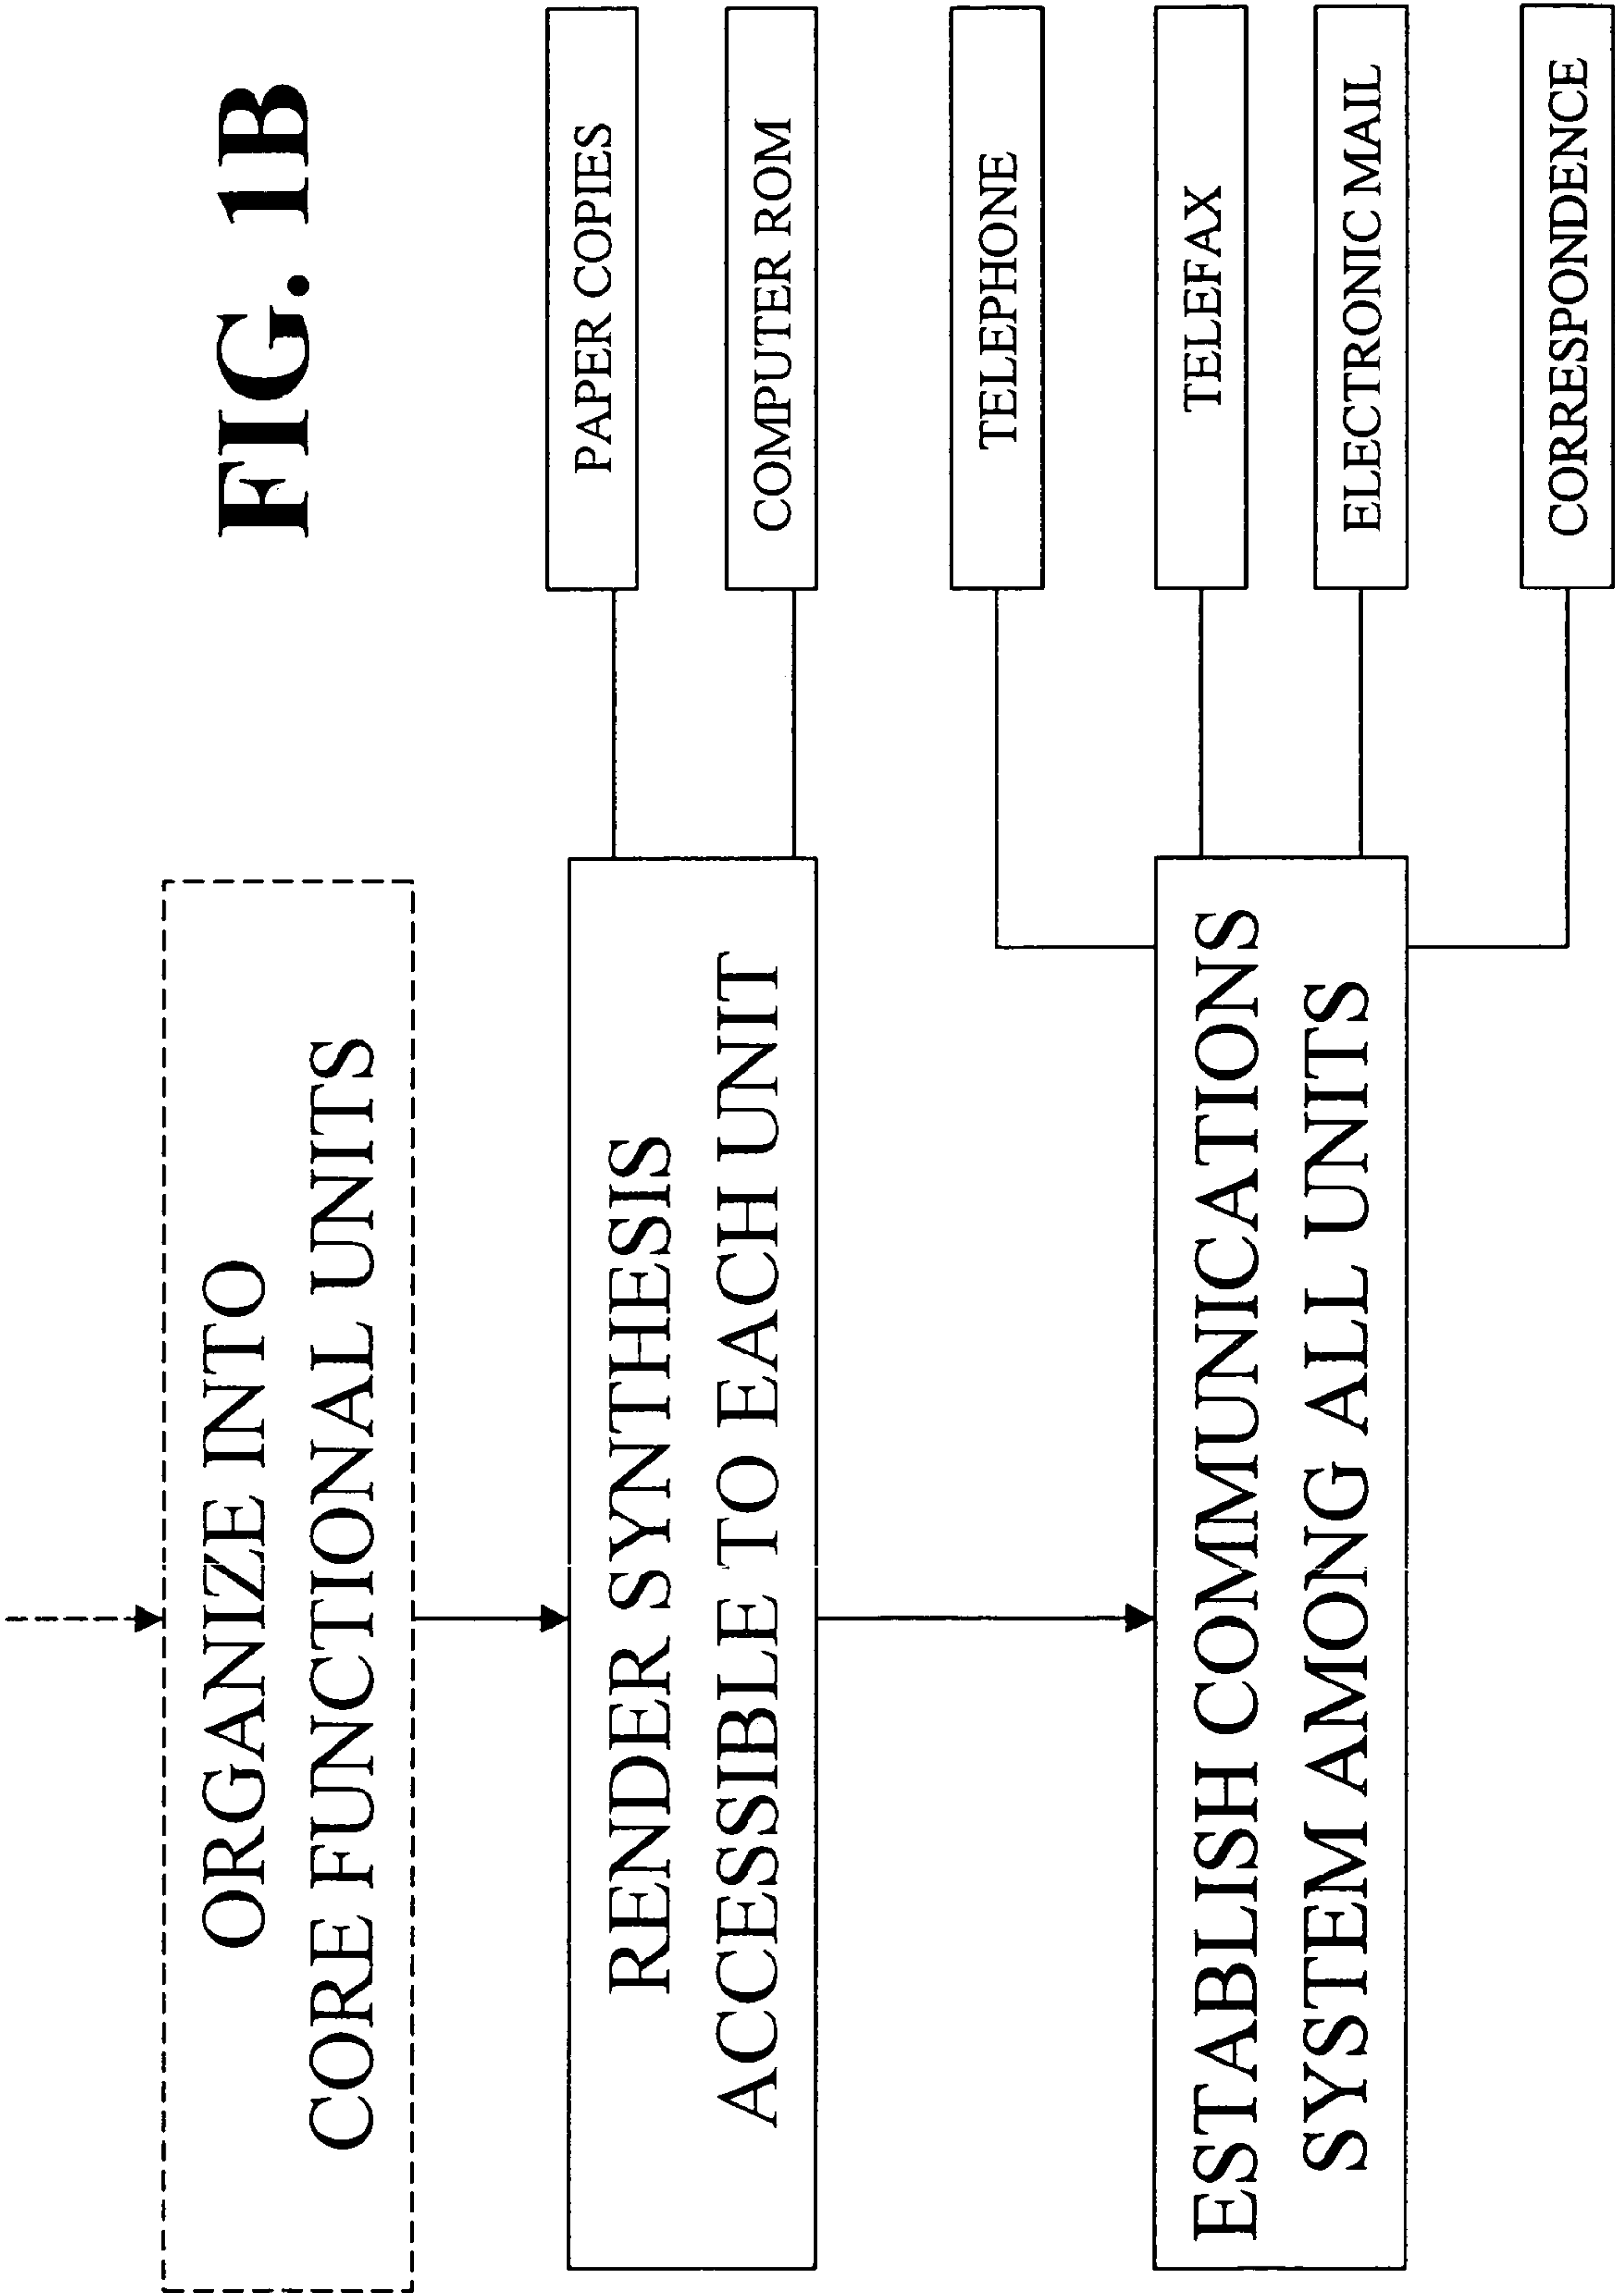 FIG. 1B
ORGANIZE INTO
CORE FUNCTIONAL UNITS
RENDER SYNTHESIS
ACCESSIBLE TO EACH UNIT
PAPER COPIES
COMPUTER ROM
ESTABLISH COMMUNICATIONS
SYSTEM AMONG ALL UNITS
TELEPHONE
TELEFAX
ELECTRONIC MAIL
CORRESPONDENCE